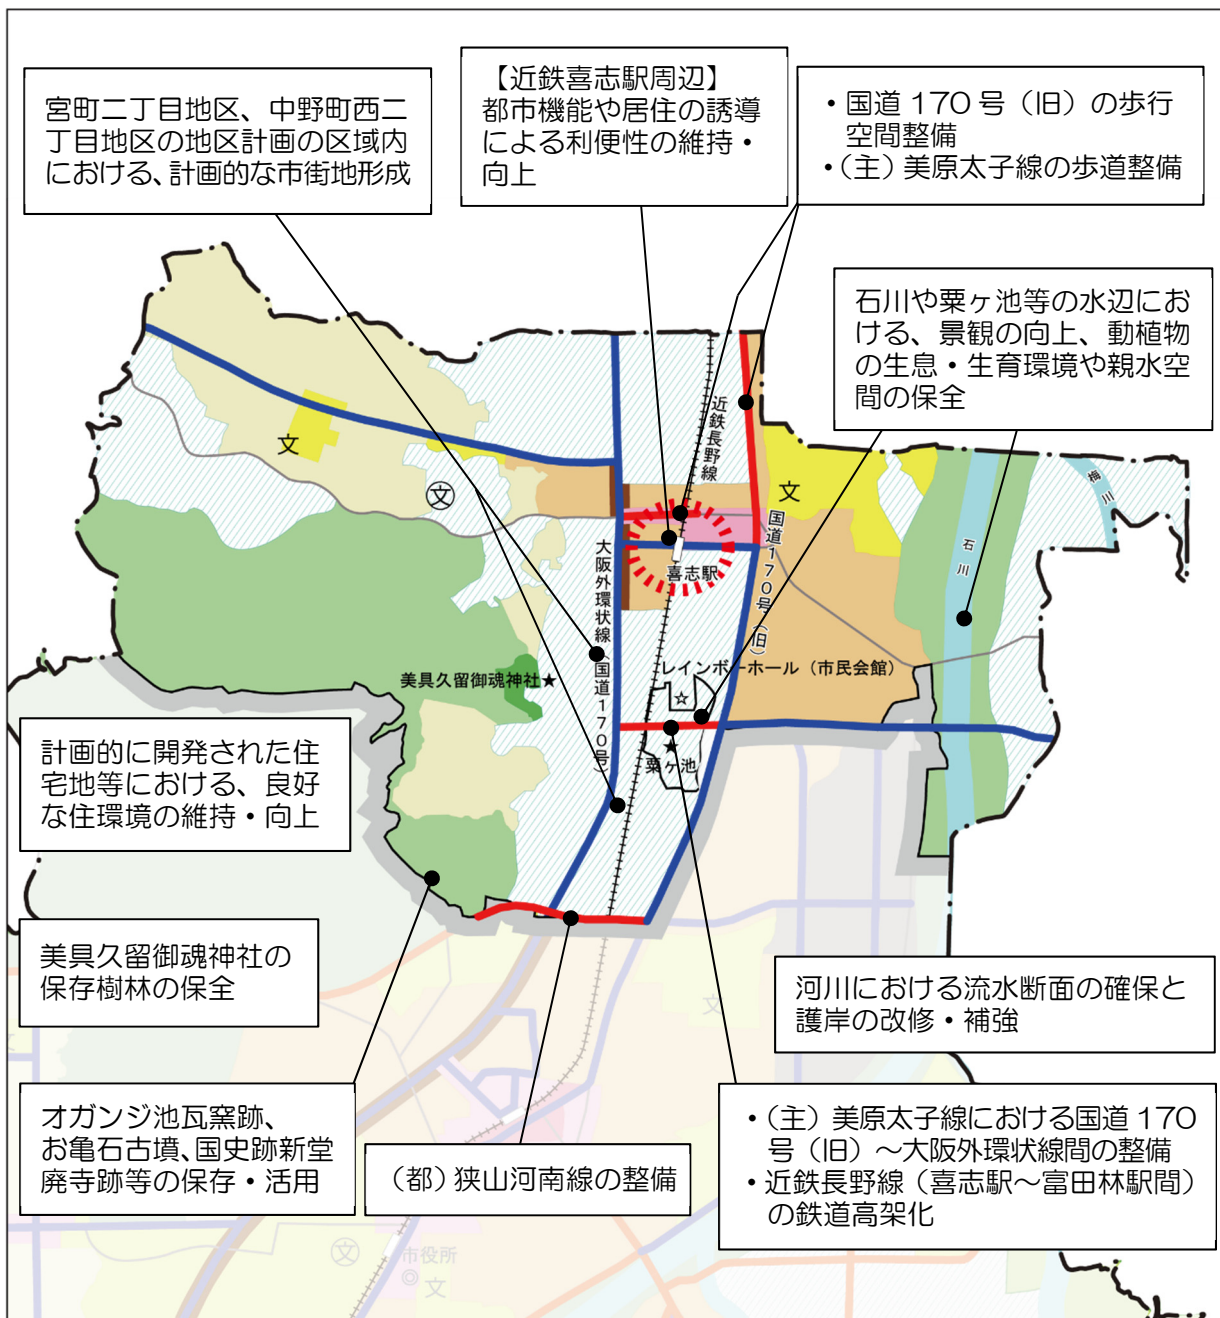 宮町二丁目地区、中野町西二
丁目地区の地区計画の区域内
における、計画的な市街地形成
【近鉄喜志駅周辺】
都市機能や居住の誘導
による利便性の維持・
向上
・国道170号（旧）の歩行
空間整備
・（主）美原太子線の歩道整備
石川や粟ヶ池等の水辺にお
ける、景観の向上、動植物
の生息・生育環境や親水空
間の保全
近鉄長野線
文
文
文
梅川
石川
国道170号（旧）
大阪外環状線（国道170号）
喜志駅
レインボーホール（市民会館）
☆
美具久留御魂神社★
★
粟ヶ池
計画的に開発された住
宅地等における、良好
な住環境の維持・向上
美具久留御魂神社の
保存樹林の保全
河川における流水断面の確保と
護岸の改修・補強
オガンジ池瓦窯跡、
お亀石古墳、国史跡新堂
廃寺跡等の保存・活用
（都）狭山河南線の整備
・（主）美原太子線における国道170
号（旧）～大阪外環状線間の整備
・近鉄長野線（喜志駅～富田林駅間）
の鉄道高架化
文
文
文
市役所
◎
文